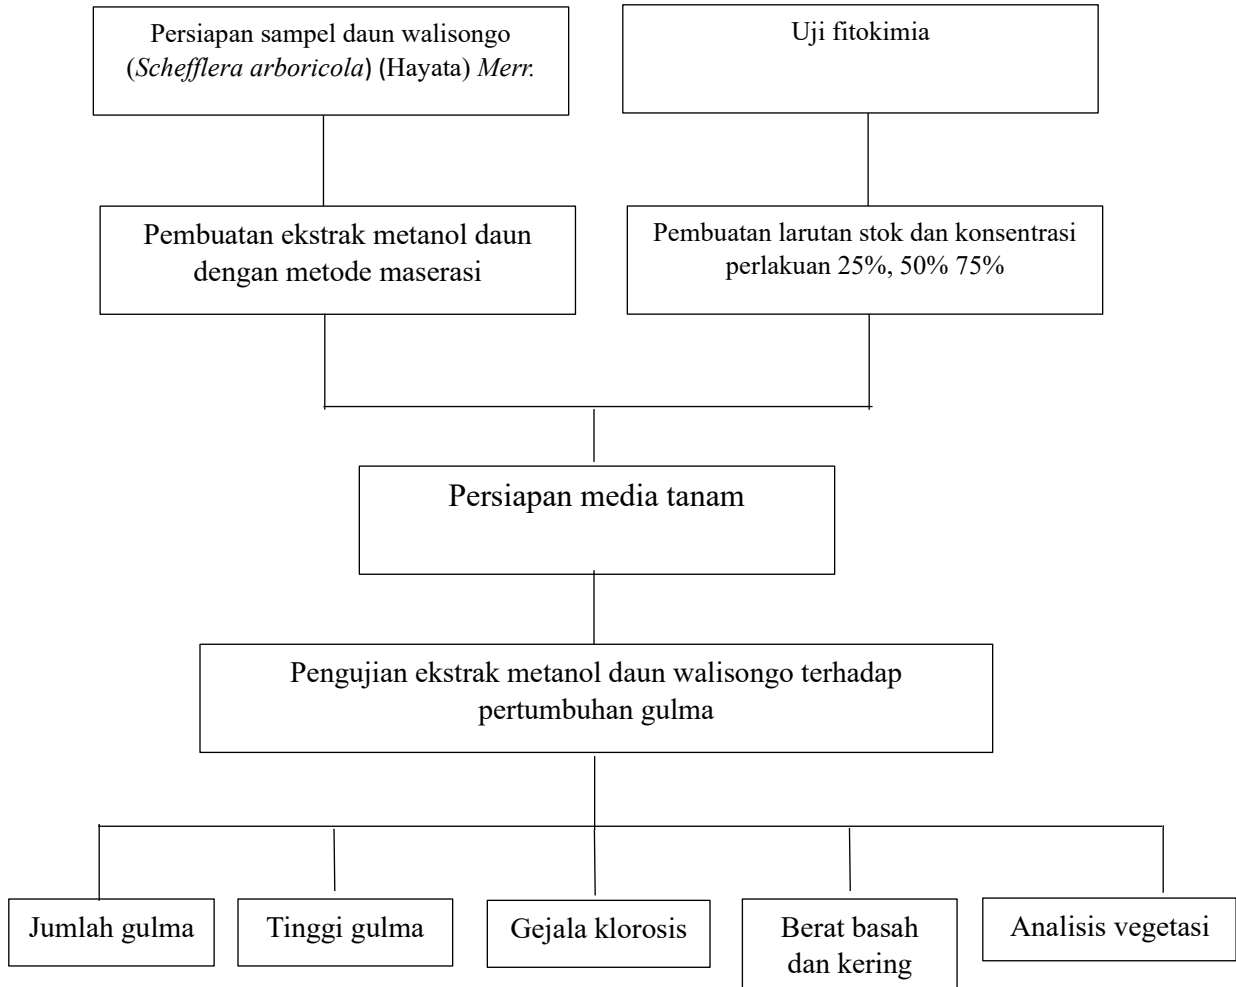 Persiapan sampel daun walisongo
(Schefflera arboricola) (Hayata) Merr.
Uji fitokimia
Pembuatan ekstrak metanol daun
dengan metode maserasi
Pembuatan larutan stok dan konsentrasi
perlakuan 25%, 50% 75%
Persiapan media tanam
Pengujian ekstrak metanol daun walisongo terhadap
pertumbuhan gulma
Jumlah gulma
Tinggi gulma
Gejala klorosis
Berat basah
dan kering
Analisis vegetasi